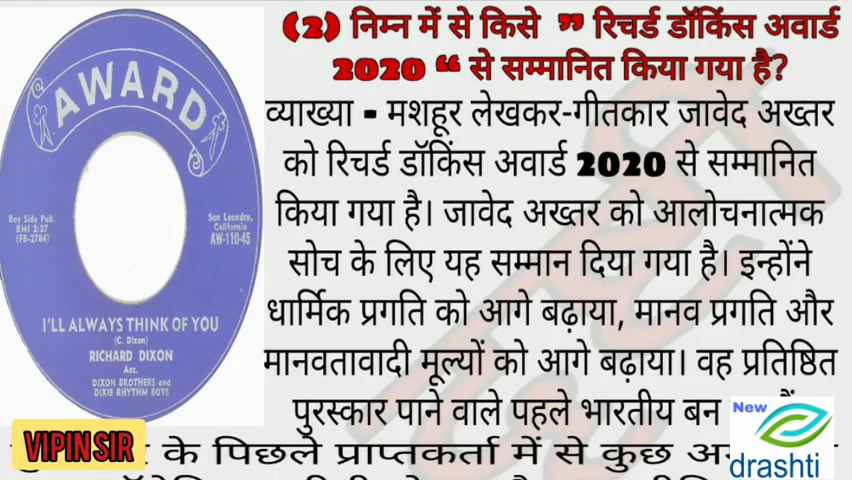 (2) निम्न में से किसे ” रिचर्ड डॉकिंस अवार्ड
2020 “ से सम्मानित किया गया है?
व्याख्या - मशहूर लेखकर-गीतकार जावेद अख्तर
को रिचर्ड डॉकिंस अवार्ड 2020 से सम्मानित
किया गया है। जावेद अख्तर को आलोचनात्मक
सोच के लिए यह सम्मान दिया गया है। इन्होंने
धार्मिक प्रगति को आगे बढ़ाया, मानव प्रगति और
मानवतावादी मूल्यों को आगे बढ़ाया। वह प्रतिष्ठित
पुरस्कार पाने वाले पहले भारतीय बन
के पिछले प्राप्तकर्ता में से कुछ
AWARD
Bay Side Pub.
BMI 2:27
(FB-2784)
San Leandro,
California
AW-110-45
I'LL ALWAYS THINK OF YOU
(C. Dixon)
RICHARD DIXON
Acc.
DIXON BROTHERS and
DIXIE RHYTHM BOYS
VIPIN SIR
New
drashti